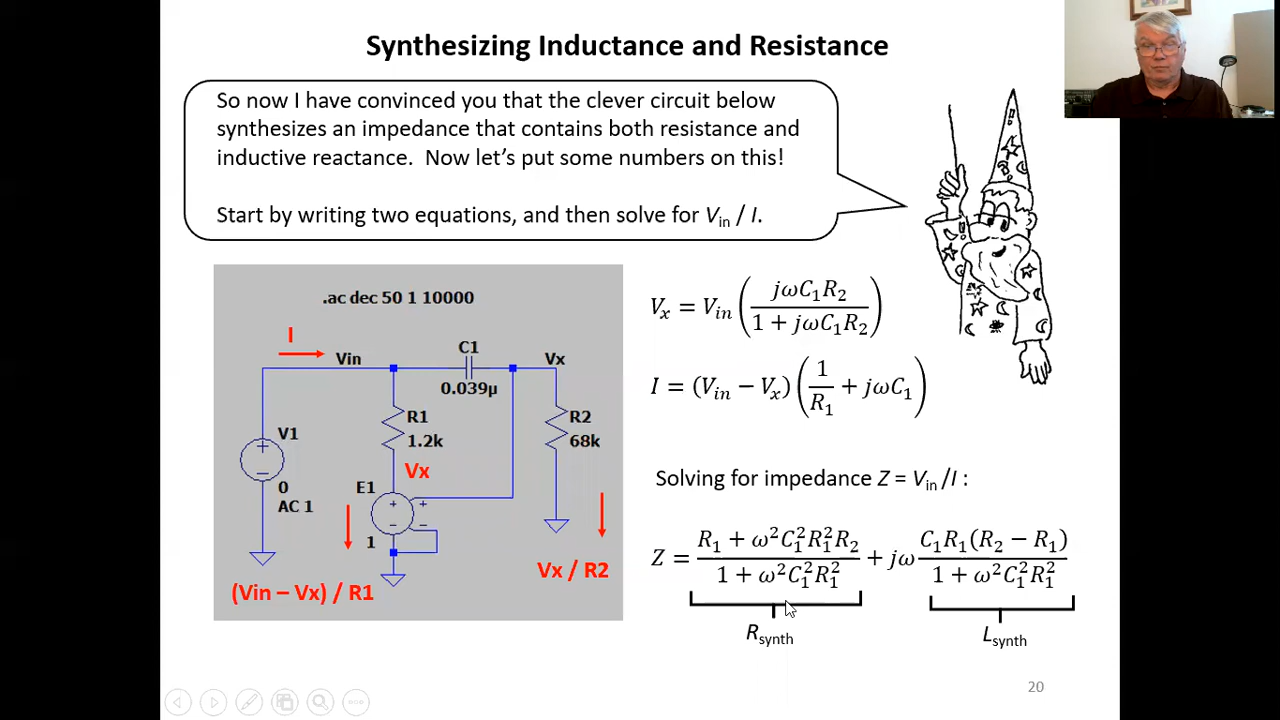 Synthesizing Inductance and Resistance
So now I have convinced you that the clever circuit below
synthesizes an impedance that contains both resistance and
inductive reactance. Now let's put some numbers on this!
Start by writing two equations, and then solve for Vin / I.
.ac dec 50 1 10000
I
Vin
C1
0.039µ
Vx
R1
1.2k
R2
68k
V1
0
AC 1
Vx
E1
+
−
+
−
+
−
1
(Vin – Vx) / R1
Vx / R2
Vₓ = Vᵢₙ (jωC₁R₂ / (1 + jωC₁R₂))
I = (Vᵢₙ − Vₓ) (1/R₁ + jωC₁)
Solving for impedance Z = Vin /I :
Z = (R₁ + ω²C₁²R₁²R₂) / (1 + ω²C₁²R₁²) + jω C₁R₁(R₂ − R₁) / (1 + ω²C₁²R₁²)
Rsynth
Lsynth
20